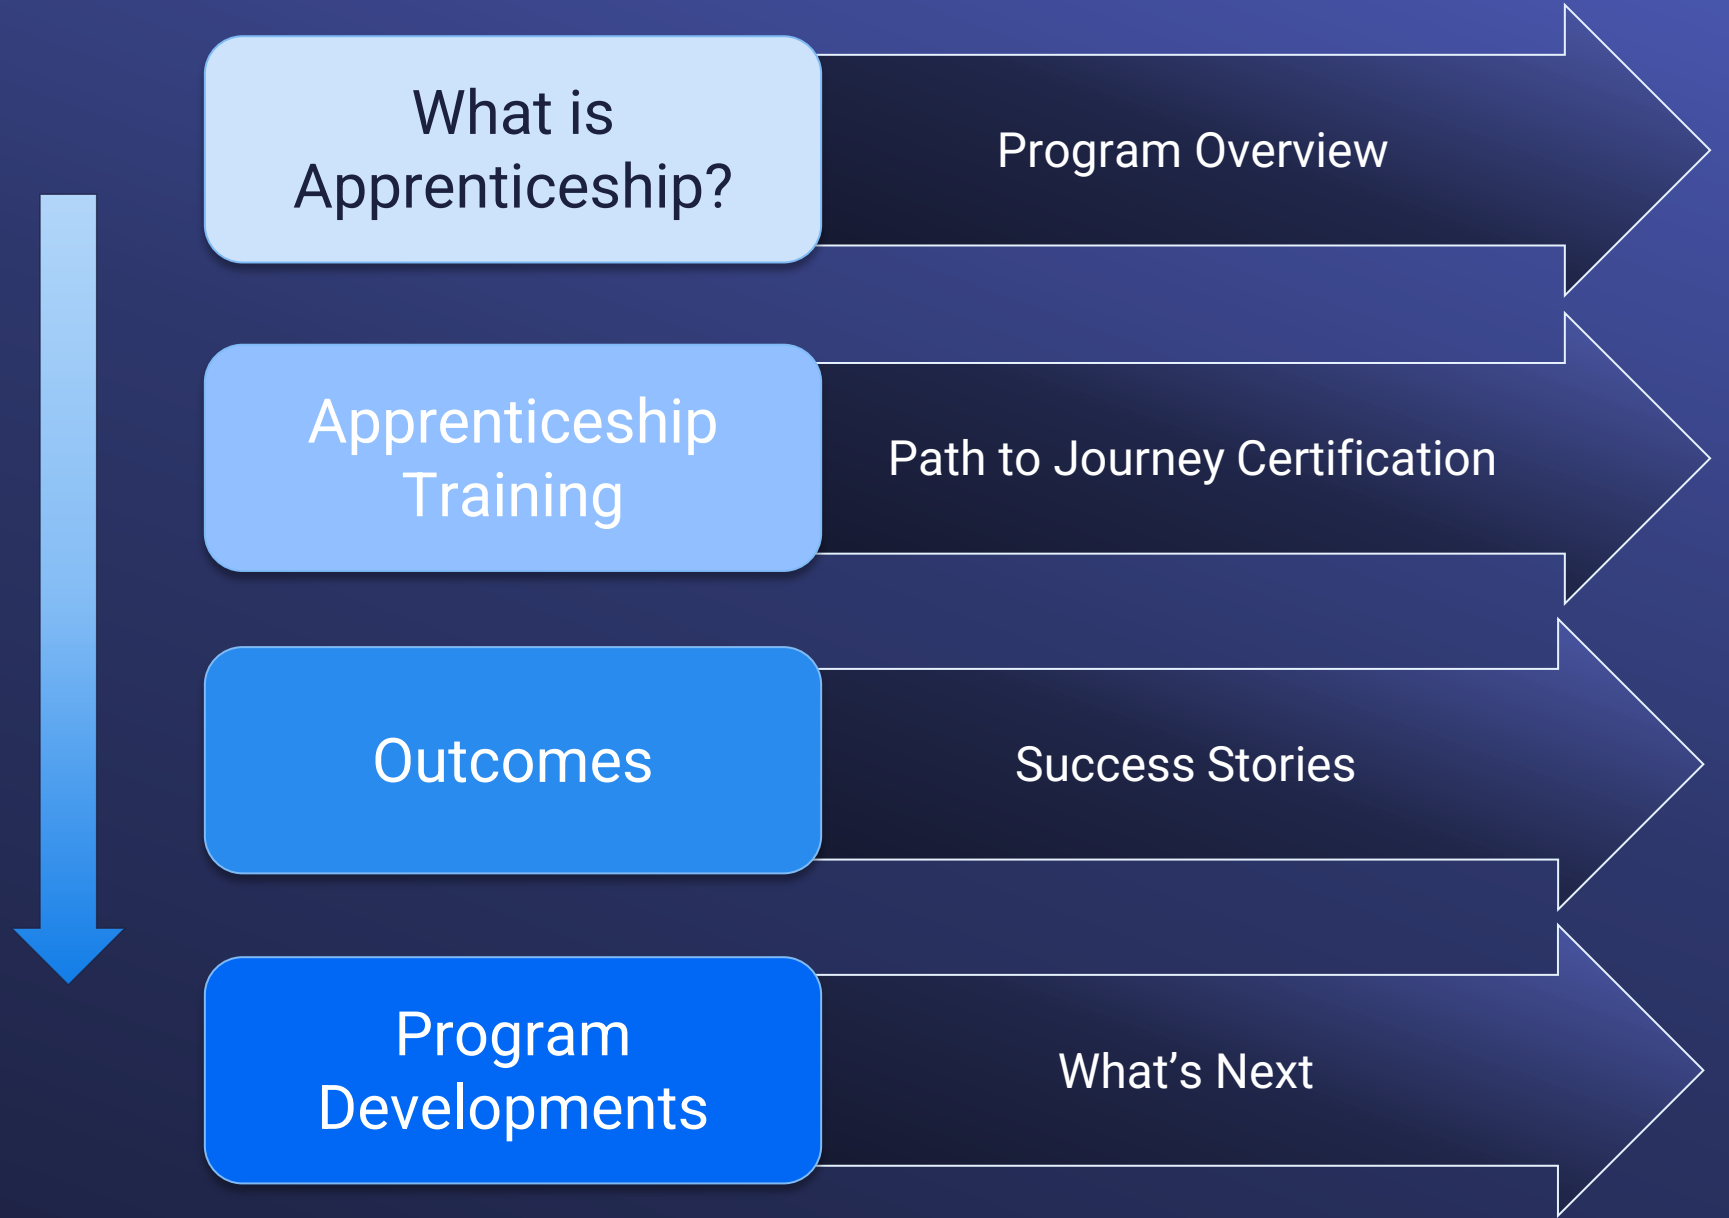 What is
Apprenticeship?
Program Overview
Apprenticeship
Training
Path to Journey Certification
Outcomes
Success Stories
Program
Developments
What’s Next